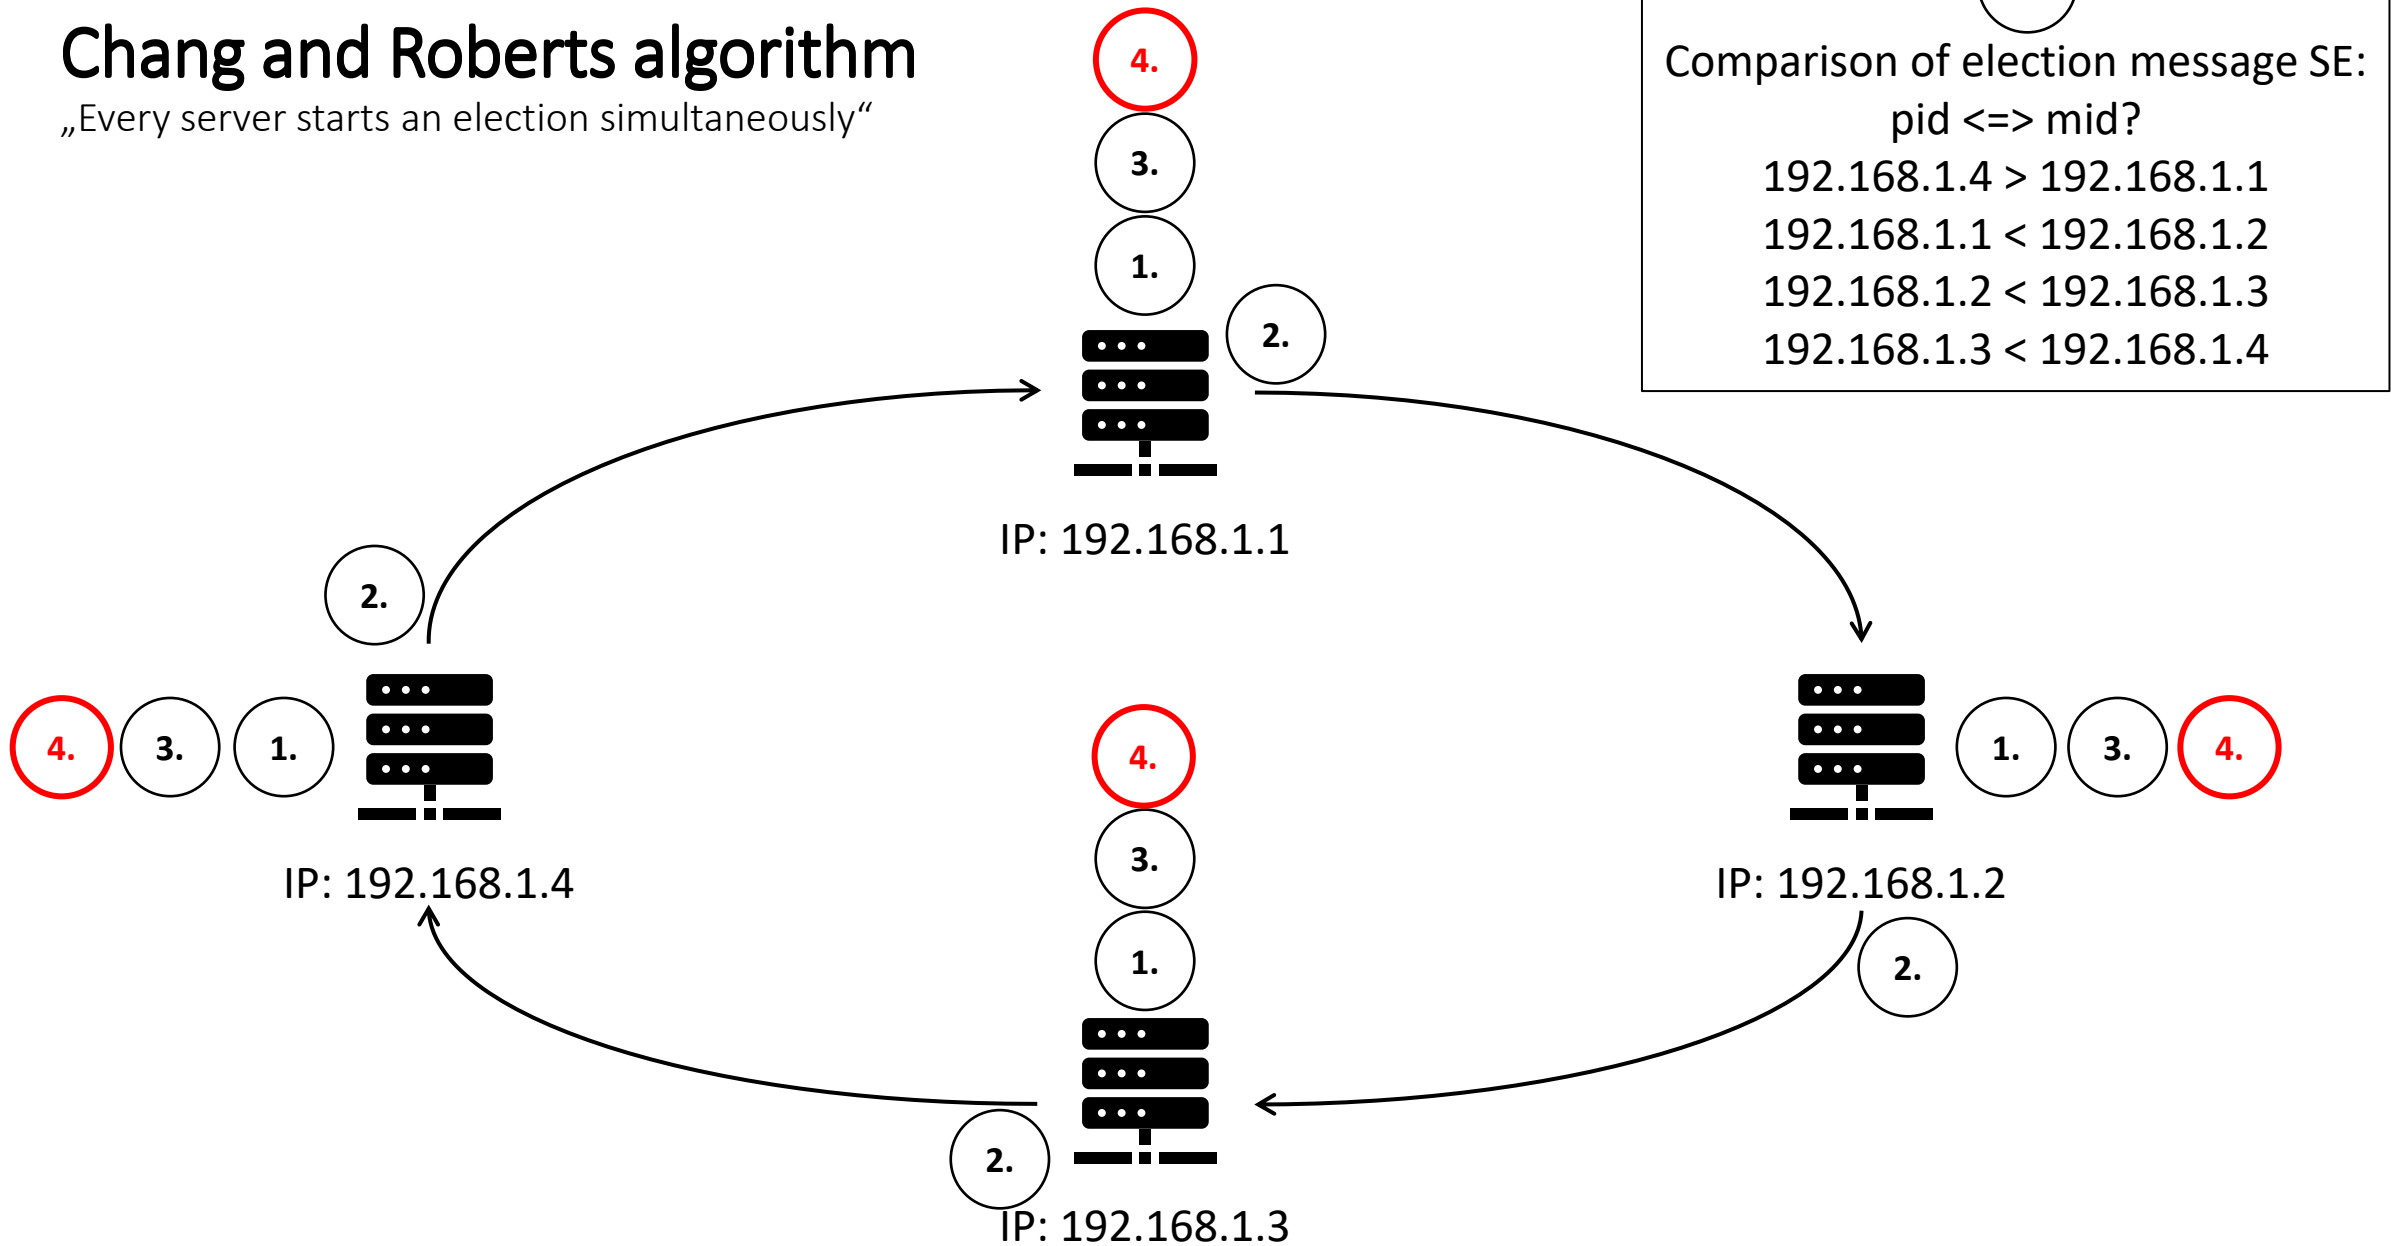 Chang and Roberts algorithm
„Every server starts an election simultaneously“
Comparison of election message SE:
pid <=> mid?
192.168.1.4 > 192.168.1.1
192.168.1.1 < 192.168.1.2
192.168.1.2 < 192.168.1.3
192.168.1.3 < 192.168.1.4
4.
3.
1.
2.
IP: 192.168.1.1
2.
4. 3. 1.
IP: 192.168.1.4
1. 3. 4.
IP: 192.168.1.2
2.
4.
3.
1.
2.
IP: 192.168.1.3